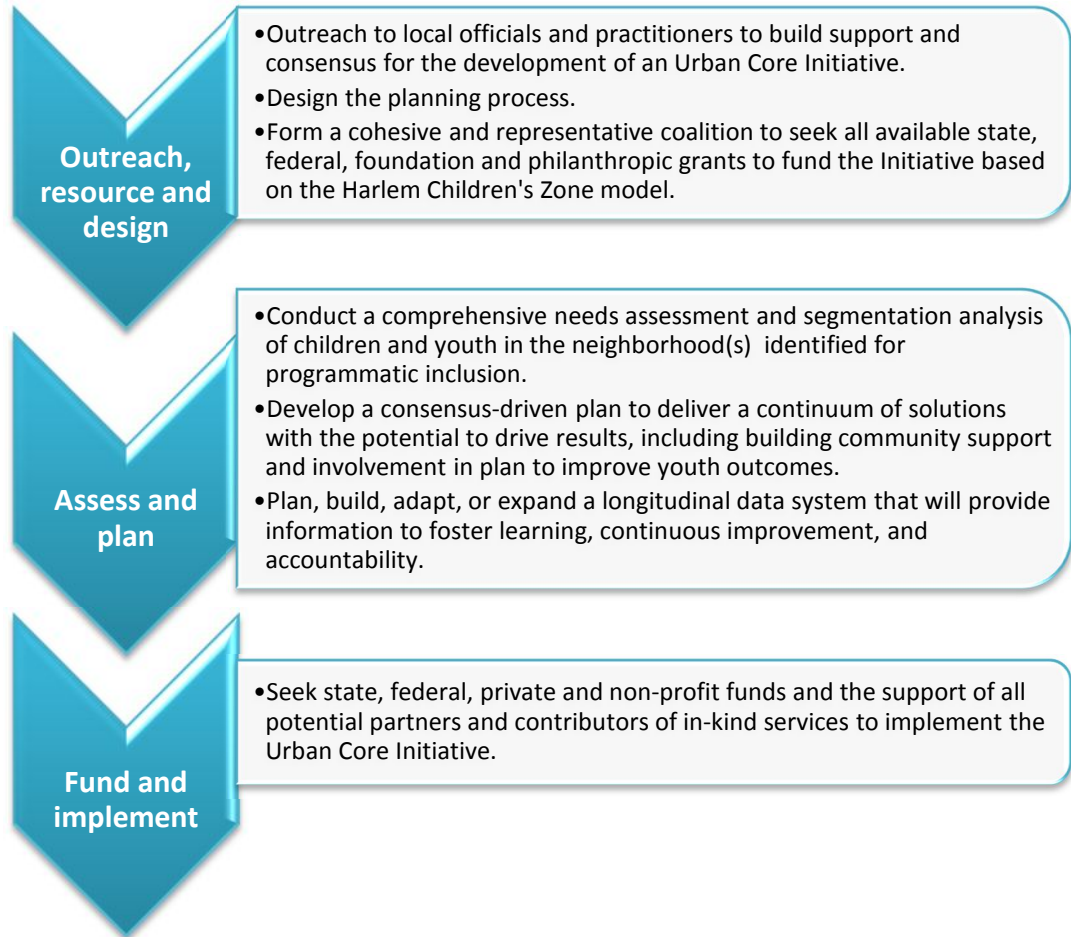 Outreach,
resource and
design
•Outreach to local officials and practitioners to build support and
consensus for the development of an Urban Core Initiative.
•Design the planning process.
•Form a cohesive and representative coalition to seek all available state,
federal, foundation and philanthropic grants to fund the Initiative based
on the Harlem Children's Zone model.
Assess and
plan
•Conduct a comprehensive needs assessment and segmentation analysis
of children and youth in the neighborhood(s) identified for
programmatic inclusion.
•Develop a consensus-driven plan to deliver a continuum of solutions
with the potential to drive results, including building community support
and involvement in plan to improve youth outcomes.
•Plan, build, adapt, or expand a longitudinal data system that will provide
information to foster learning, continuous improvement, and
accountability.
Fund and
implement
•Seek state, federal, private and non-profit funds and the support of all
potential partners and contributors of in-kind services to implement the
Urban Core Initiative.